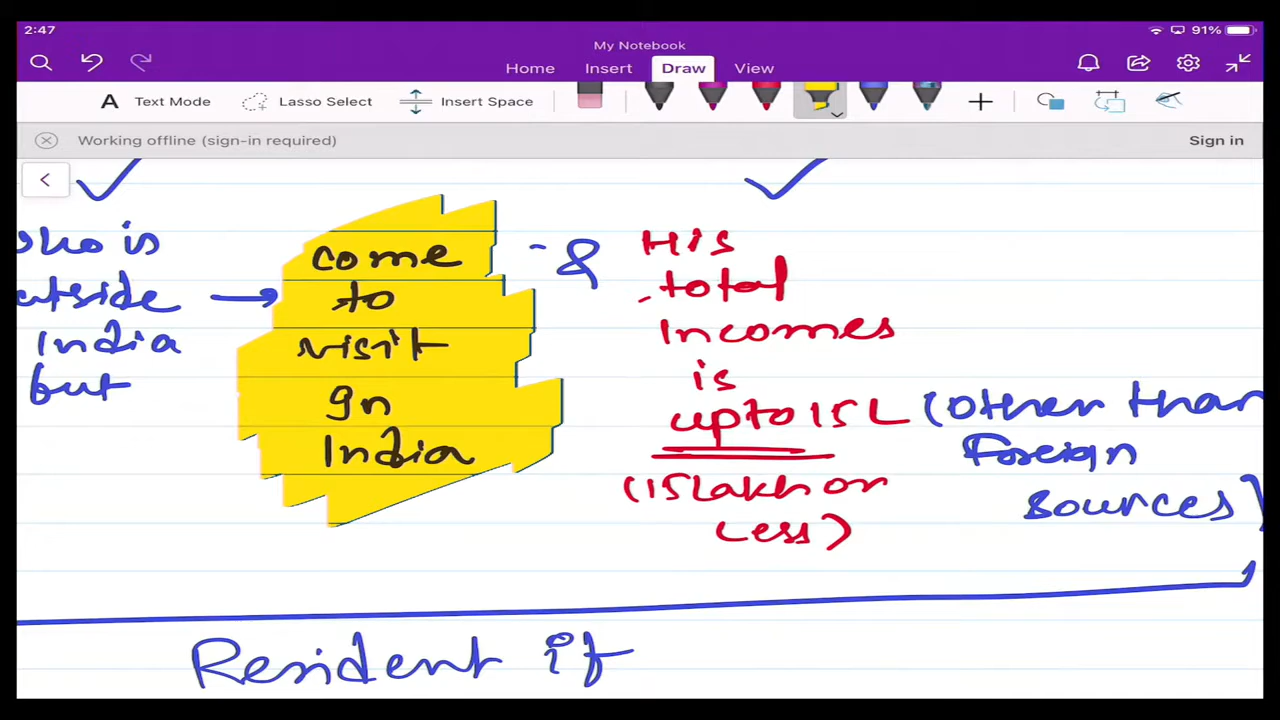 2:47
91%
My Notebook
Home Insert Draw View
Text Mode Lasso Select Insert Space
Working offline (sign-in required) Sign in
who is
outside
India
but
come
to
visit
In
India
&
His
total
Incomes
is
upto 15 L
(15 Lakh or
Less)
(Other than
Foreign
Sources)
Resident if